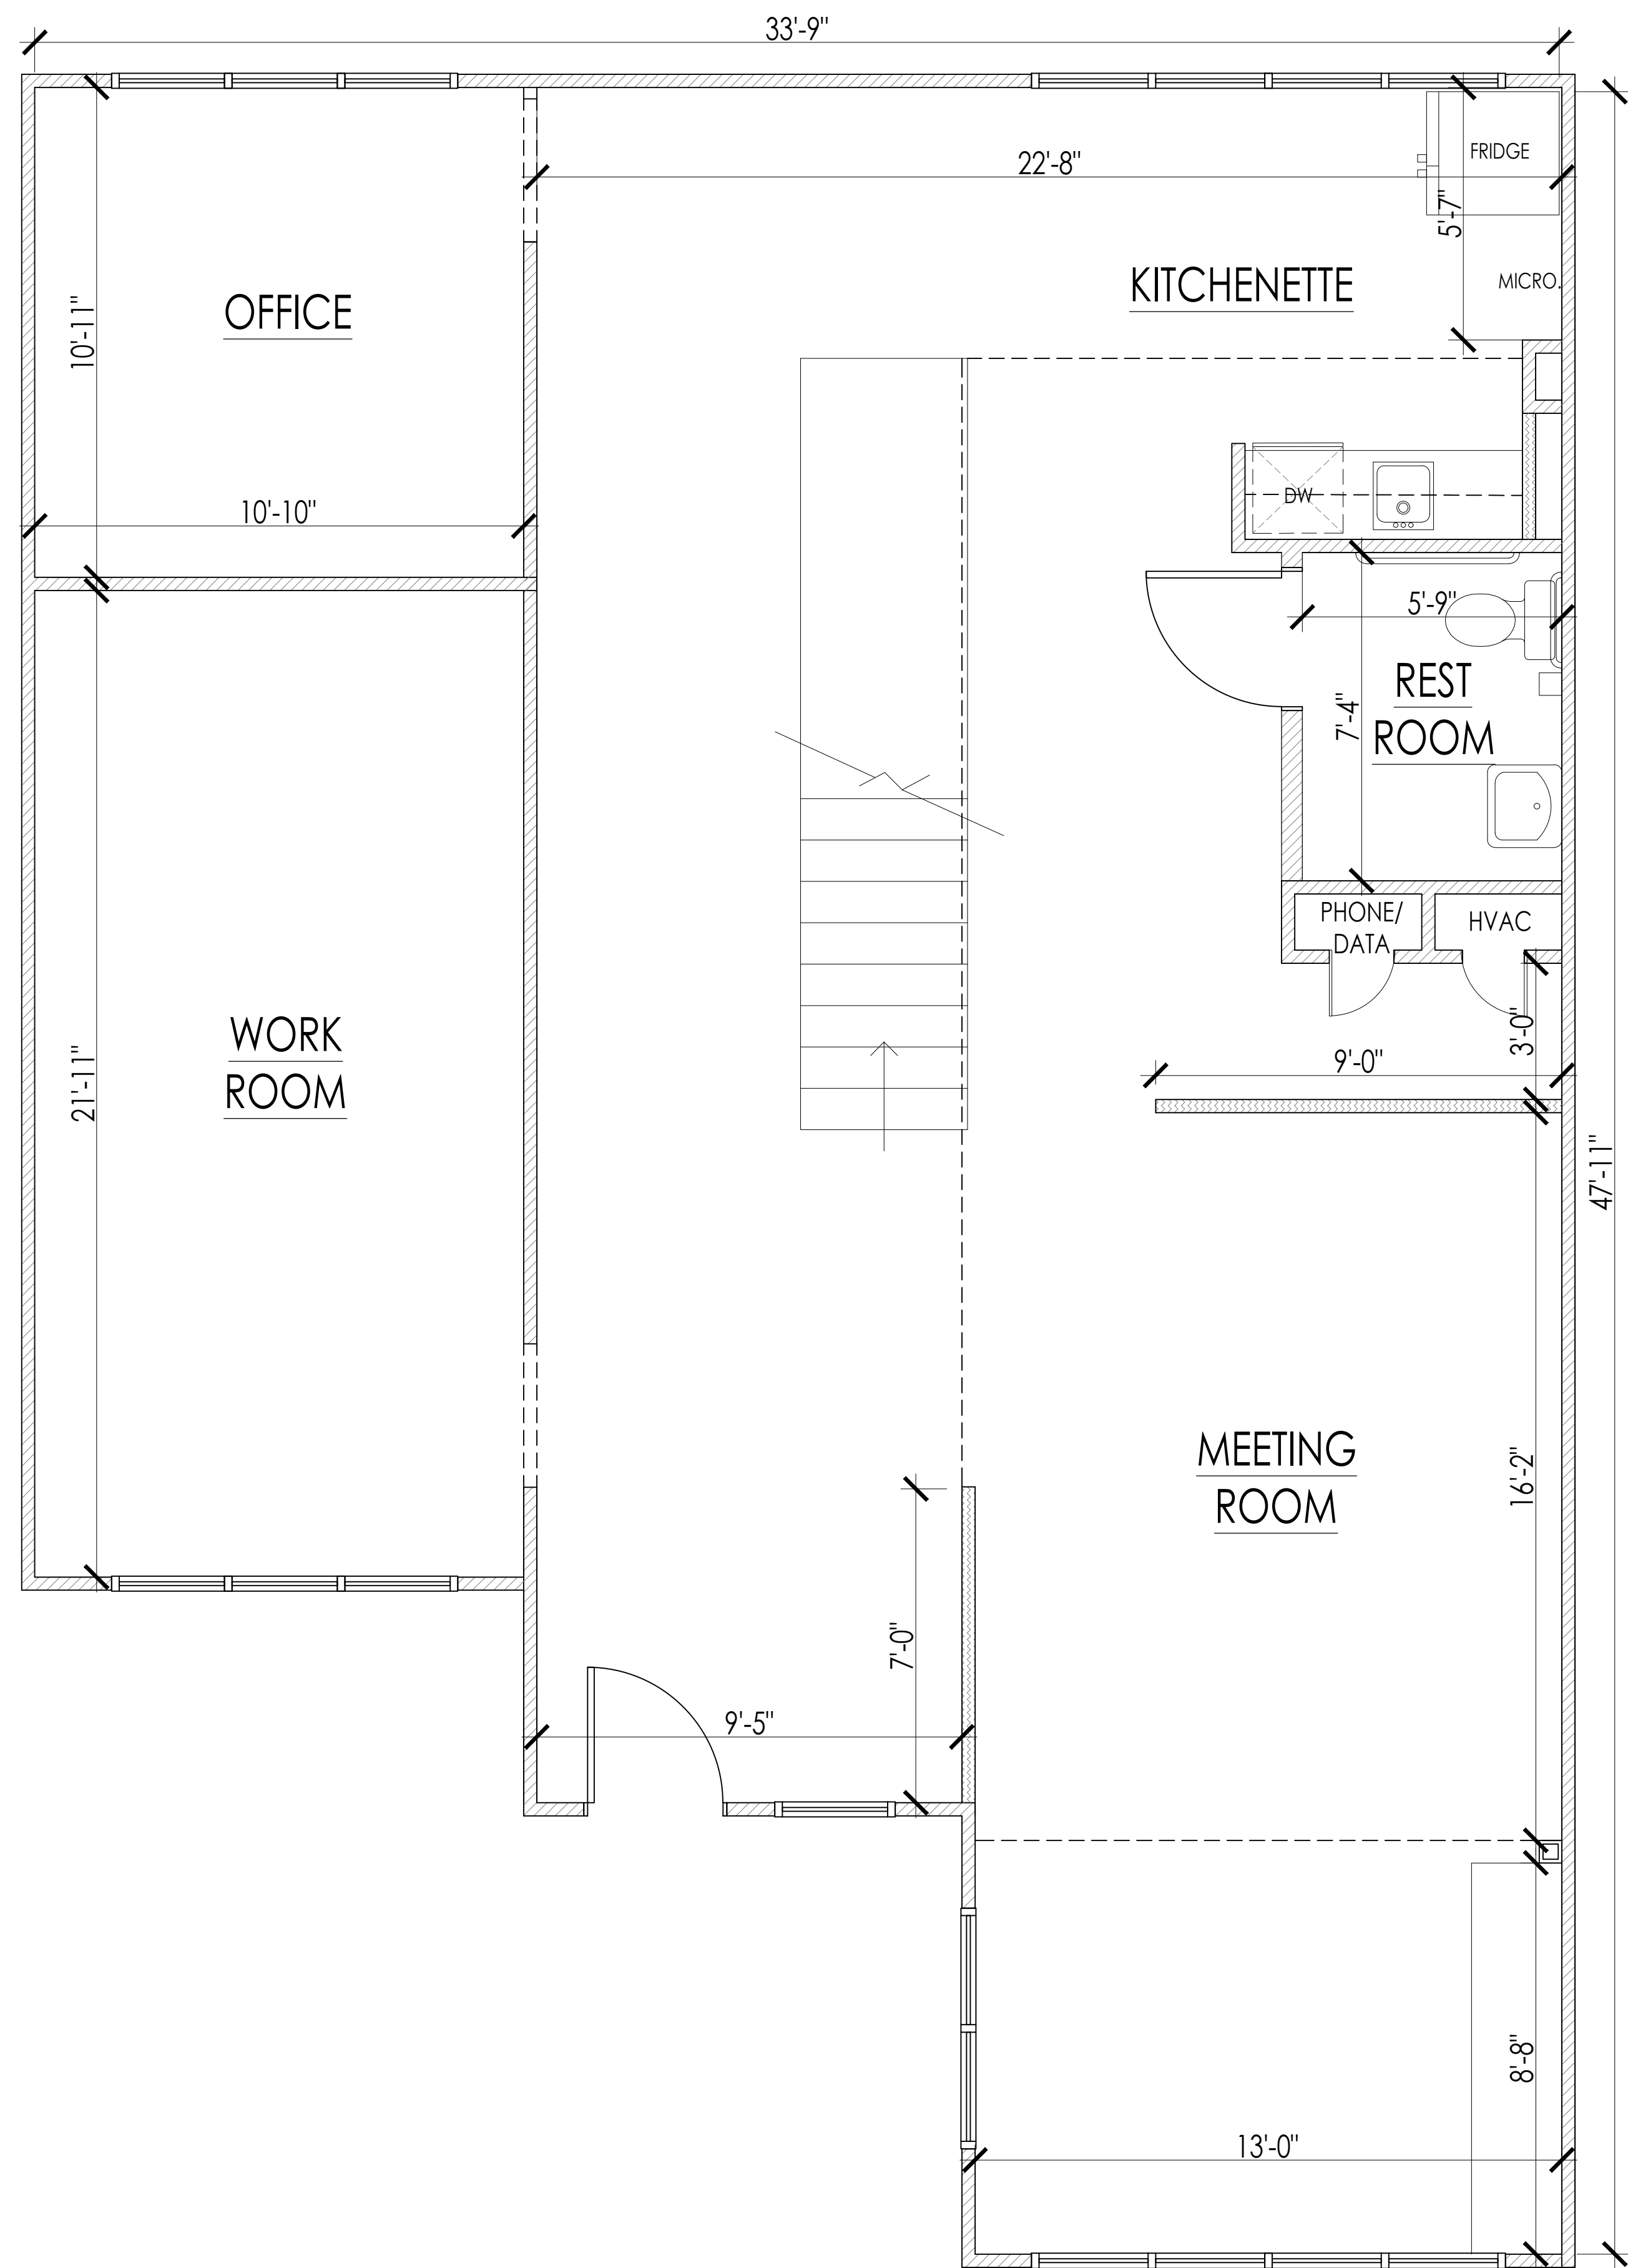 33'-9"
22'-8"
FRIDGE
5'-7"
MICRO.
KITCHENETTE
OFFICE
10'-11"
10'-10"
DW
5'-9"
REST
ROOM
7'-4"
PHONE/
DATA
HVAC
3'-0"
9'-0"
WORK
ROOM
21'-11"
47'-11"
MEETING
ROOM
16'-2"
7'-0"
9'-5"
8'-8"
13'-0"